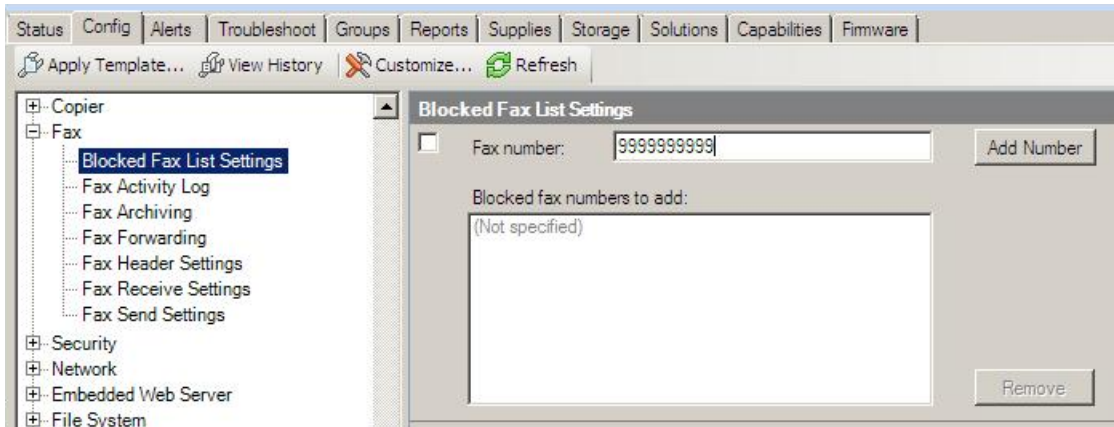 Status Config Alerts Troubleshoot Groups Reports Supplies Storage Solutions Capabilities Firmware
Apply Template... View History Customize... Refresh
Copier
Fax
Blocked Fax List Settings
Fax Activity Log
Fax Archiving
Fax Forwarding
Fax Header Settings
Fax Receive Settings
Fax Send Settings
Security
Network
Embedded Web Server
File System
Blocked Fax List Settings
Fax number: 9999999999 Add Number
Blocked fax numbers to add:
(Not specified)
Remove